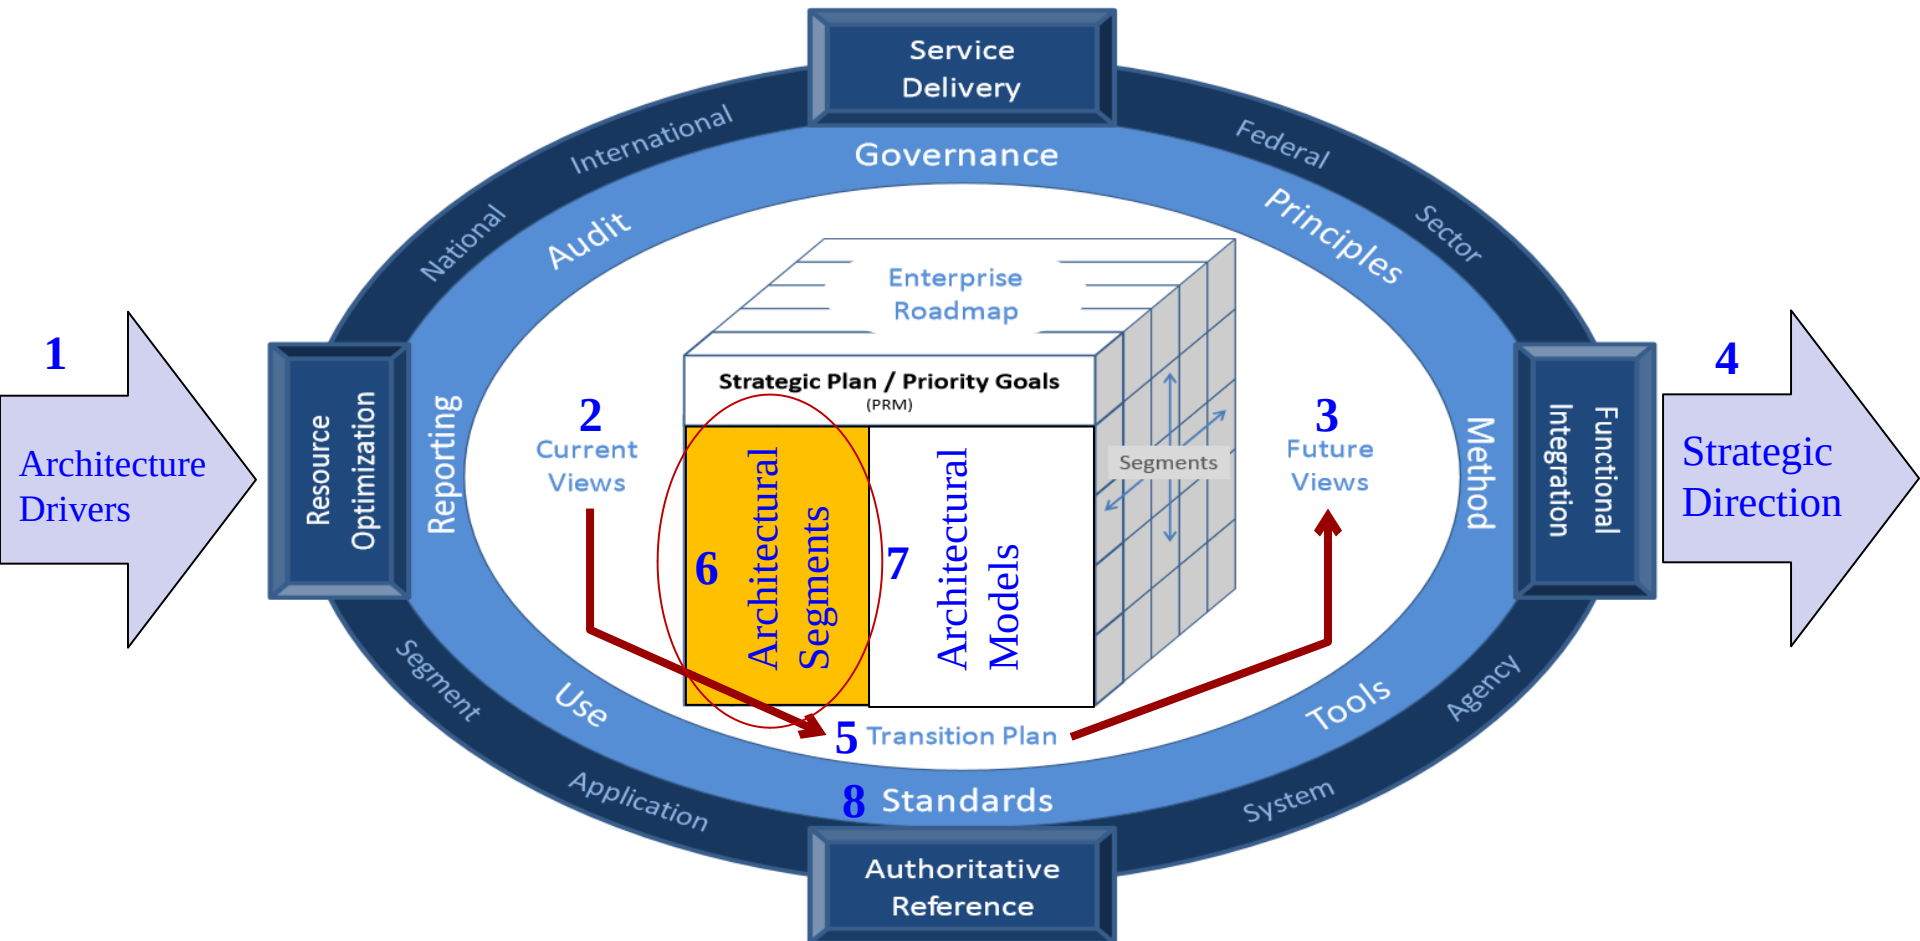 Service
Delivery
Governance
International
Federal
National
Audit
Principles
Sector
Enterprise
Roadmap
Strategic Plan / Priority Goals
(PRM)
1
Architecture
Drivers
Resource
Optimization
Reporting
2
Current
Views
6
Architectural
Segments
7
Architectural
Models
Segments
3
Future
Views
Method
Functional
Integration
4
Strategic
Direction
Segment
Use
5 Transition Plan
Tools
Agency
Application
8 Standards
System
Authoritative
Reference